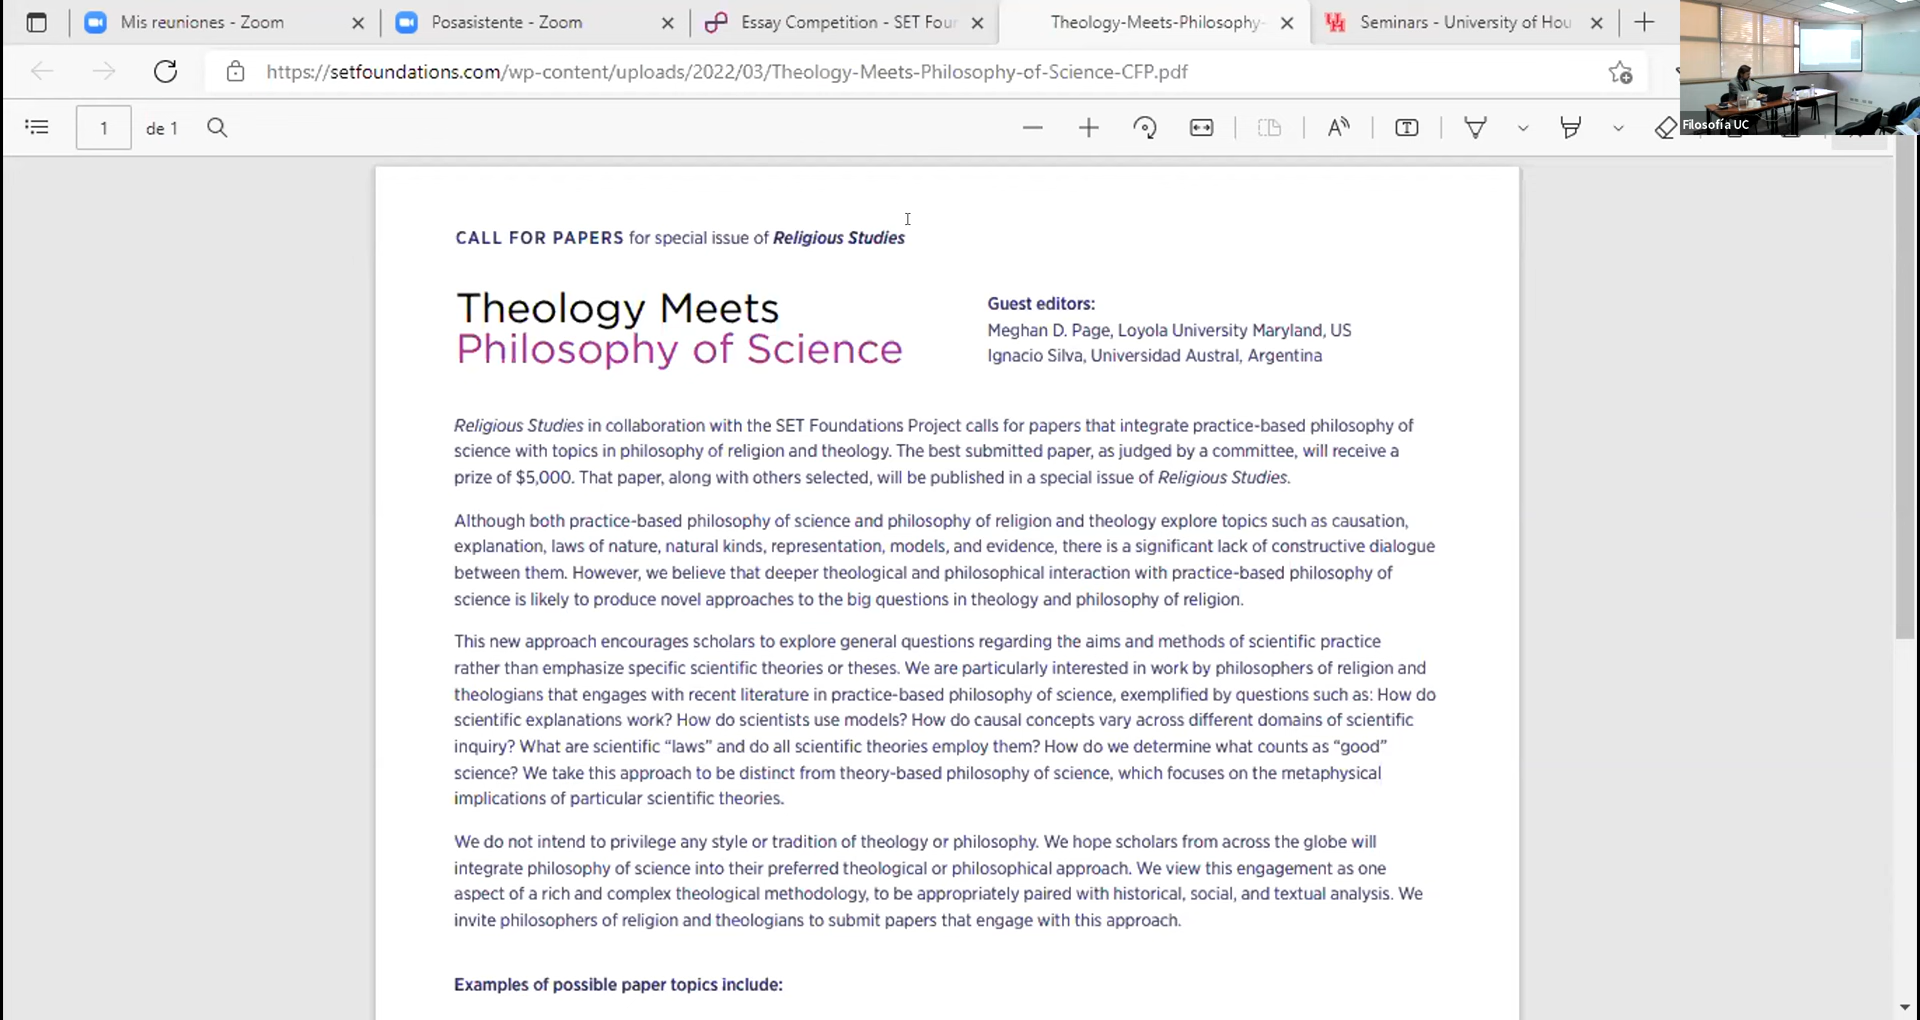 Mis reuniones - Zoom
Posasistente - Zoom
Essay Competition - SET Foun
Theology-Meets-Philosophy-
Seminars - University of Hou
https://setfoundations.com/wp-content/uploads/2022/03/Theology-Meets-Philosophy-of-Science-CFP.pdf
1 de 1
Filosofía UC
CALL FOR PAPERS for special issue of Religious Studies
Theology Meets
Philosophy of Science
Guest editors:
Meghan D. Page, Loyola University Maryland, US
Ignacio Silva, Universidad Austral, Argentina
Religious Studies in collaboration with the SET Foundations Project calls for papers that integrate practice-based philosophy of
science with topics in philosophy of religion and theology. The best submitted paper, as judged by a committee, will receive a
prize of $5,000. That paper, along with others selected, will be published in a special issue of Religious Studies.
Although both practice-based philosophy of science and philosophy of religion and theology explore topics such as causation,
explanation, laws of nature, natural kinds, representation, models, and evidence, there is a significant lack of constructive dialogue
between them. However, we believe that deeper theological and philosophical interaction with practice-based philosophy of
science is likely to produce novel approaches to the big questions in theology and philosophy of religion.
This new approach encourages scholars to explore general questions regarding the aims and methods of scientific practice
rather than emphasize specific scientific theories or theses. We are particularly interested in work by philosophers of religion and
theologians that engages with recent literature in practice-based philosophy of science, exemplified by questions such as: How do
scientific explanations work? How do scientists use models? How do causal concepts vary across different domains of scientific
inquiry? What are scientific “laws” and do all scientific theories employ them? How do we determine what counts as “good”
science? We take this approach to be distinct from theory-based philosophy of science, which focuses on the metaphysical
implications of particular scientific theories.
We do not intend to privilege any style or tradition of theology or philosophy. We hope scholars from across the globe will
integrate philosophy of science into their preferred theological or philosophical approach. We view this engagement as one
aspect of a rich and complex theological methodology, to be appropriately paired with historical, social, and textual analysis. We
invite philosophers of religion and theologians to submit papers that engage with this approach.
Examples of possible paper topics include: